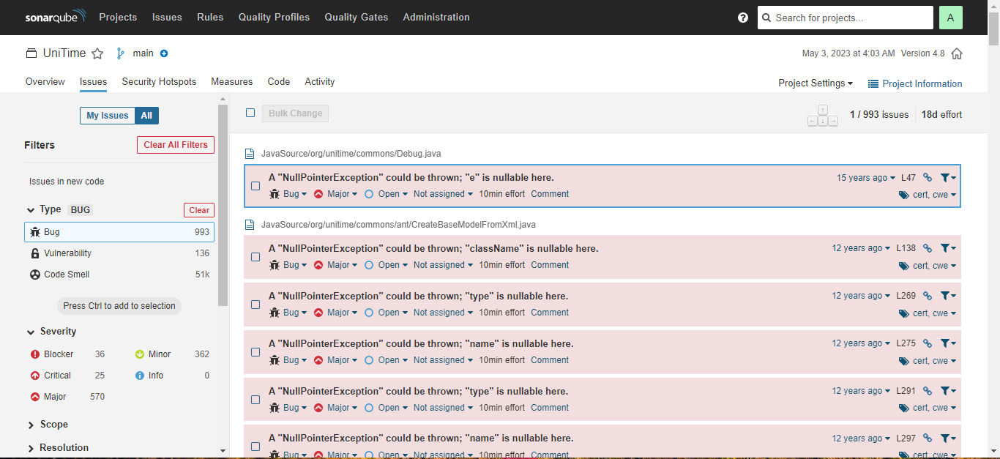 sonarqube Projects Issues Rules Quality Profiles Quality Gates Administration ? Search for projects... A
UniTime main May 3, 2023 at 4:03 AM Version 4.8
Overview Issues Security Hotspots Measures Code Activity Project Settings Project Information
My Issues All
Bulk Change 1 / 993 issues 18d effort
Filters Clear All Filters
Issues in new code
Type BUG Clear
Bug 993
Vulnerability 136
Code Smell 51k
Press Ctrl to add to selection
Severity
Blocker 36 Minor 362
Critical 25 Info 0
Major 570
Scope
Resolution
JavaSource/org/unitime/commons/Debug.java
A "NullPointerException" could be thrown; "e" is nullable here. 15 years ago L47
Bug Major Open Not assigned 10min effort Comment cert, cwe
JavaSource/org/unitime/commons/ant/CreateBaseModelFromXml.java
A "NullPointerException" could be thrown; "className" is nullable here. 12 years ago L138
Bug Major Open Not assigned 10min effort Comment cert, cwe
A "NullPointerException" could be thrown; "type" is nullable here. 12 years ago L269
Bug Major Open Not assigned 10min effort Comment cert, cwe
A "NullPointerException" could be thrown; "name" is nullable here. 12 years ago L275
Bug Major Open Not assigned 10min effort Comment cert, cwe
A "NullPointerException" could be thrown; "type" is nullable here. 12 years ago L291
Bug Major Open Not assigned 10min effort Comment cert, cwe
A "NullPointerException" could be thrown; "name" is nullable here. 12 years ago L297
Bug Major Open Not assigned 10min effort Comment cert, cwe